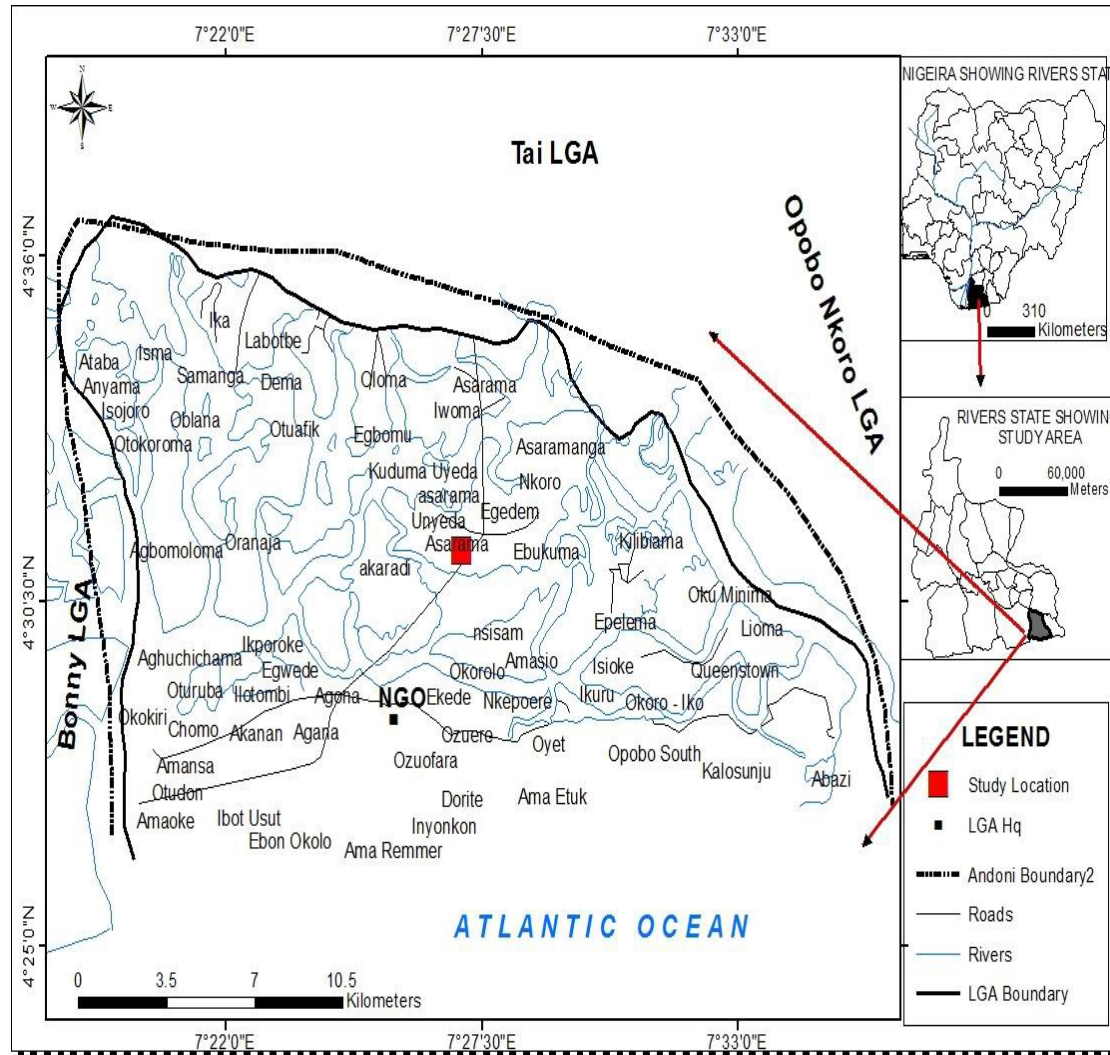 7°22'0"E
7°27'30"E
7°33'0"E
N
W
E
S
Tai LGA
Opobo Nkoro LGA
Bonny LGA
4°36'0"N
4°30'30"N
4°25'0"N
Ika
Labotbe
Isma
Ataba
Samanga
Dema
Oloma
Asarama
Anyama
Iwoma
Isojoro
Oblana
Otuafik
Egbomu
Otokoroma
Asaramanga
Kuduma Uyeda
Nkoro
asarama
Egedem
Unyeda
Agbomoloma
Oranaja
Asarama
Ebukuma
Kilibiama
akaradi
Oku Minima
Epelema
Lioma
nsisam
Ikporoke
Aghuchichama
Egwede
Okorolo
Amasio
Isioke
Queenstown
Oturuba
Ilotombi
Agona
NGO
Ekede
Nkepoere
Ikuru
Okoro - Iko
Okokiri
Chomo
Akanan
Agana
Ozuere
Oyet
Opobo South
Amansa
Ozuofara
Kalosunju
Abazi
Otudon
Dorite
Ama Etuk
Amaoke
Ibot Usut
Inyonkon
Ebon Okolo
Ama Remmer
ATLANTIC OCEAN
0 3.5 7 10.5
Kilometers
7°22'0"E
7°27'30"E
7°33'0"E
NIGEIRA SHOWING RIVERS STAT
0 310
Kilometers
RIVERS STATE SHOWIN
STUDY AREA
0 60,000
Meters
LEGEND
Study Location
LGA Hq
Andoni Boundary2
Roads
Rivers
LGA Boundary